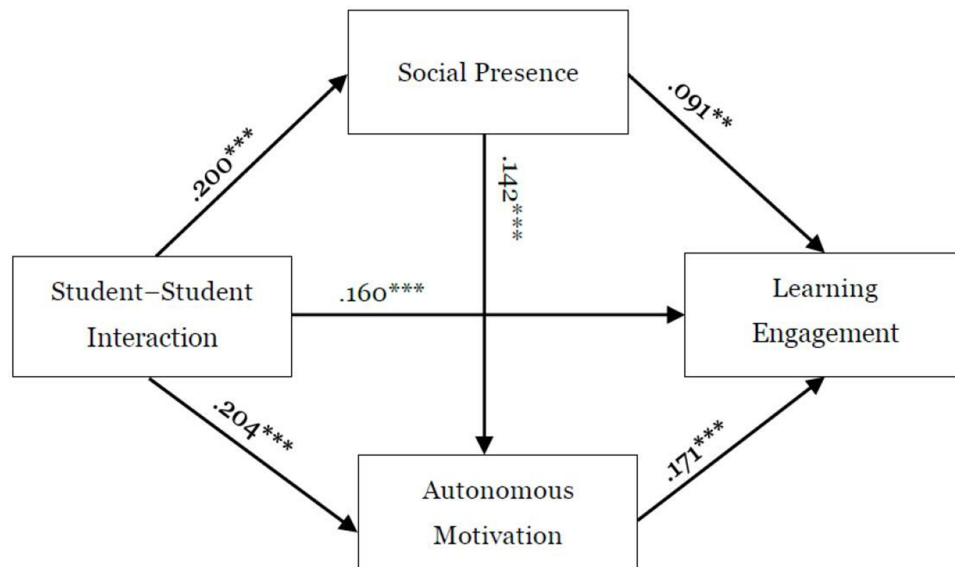 Social Presence
.091**
.200***
.142***
Student–Student
Interaction
.160***
Learning
Engagement
.204***
.171***
Autonomous
Motivation